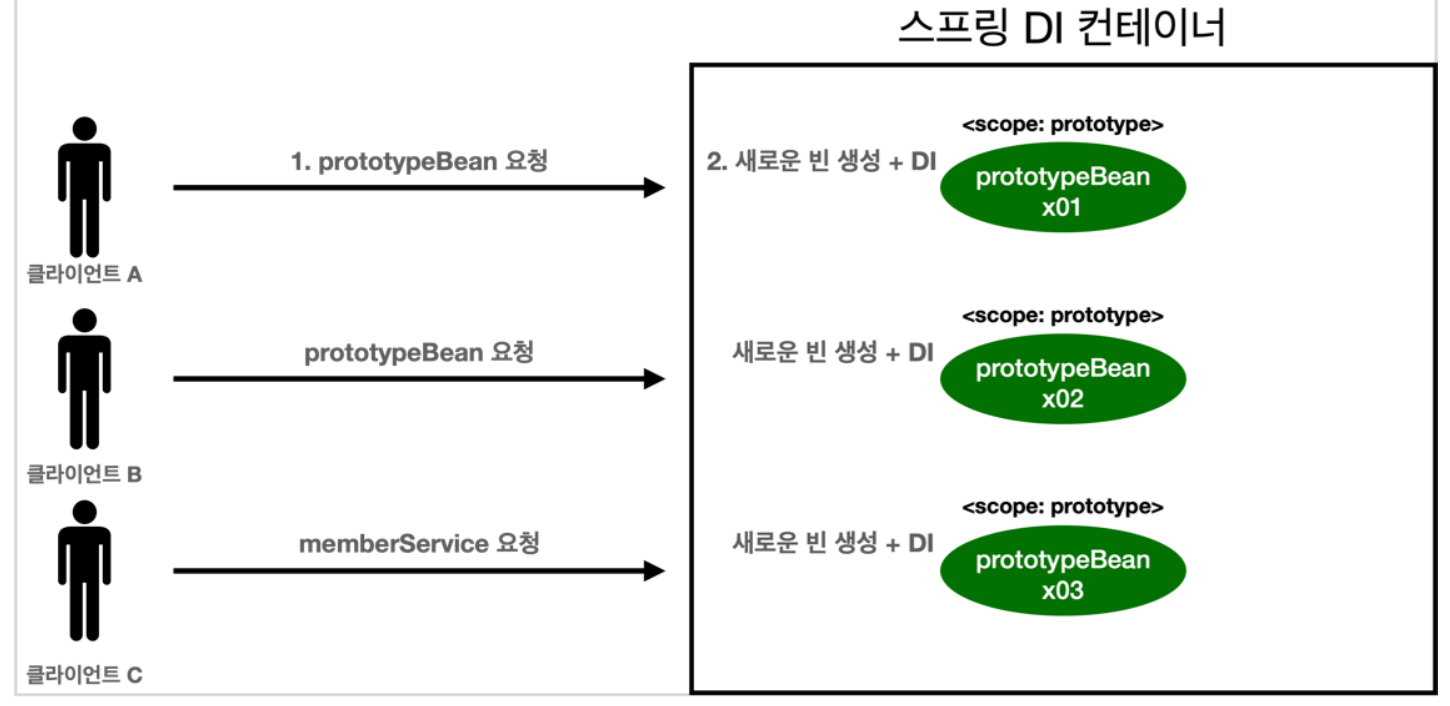 스프링 DI 컨테이너
<scope: prototype>
1. prototypeBean 요청
2. 새로운 빈 생성 + DI
prototypeBean
x01
클라이언트 A
<scope: prototype>
prototypeBean 요청
새로운 빈 생성 + DI
prototypeBean
x02
클라이언트 B
<scope: prototype>
memberService 요청
새로운 빈 생성 + DI
prototypeBean
x03
클라이언트 C